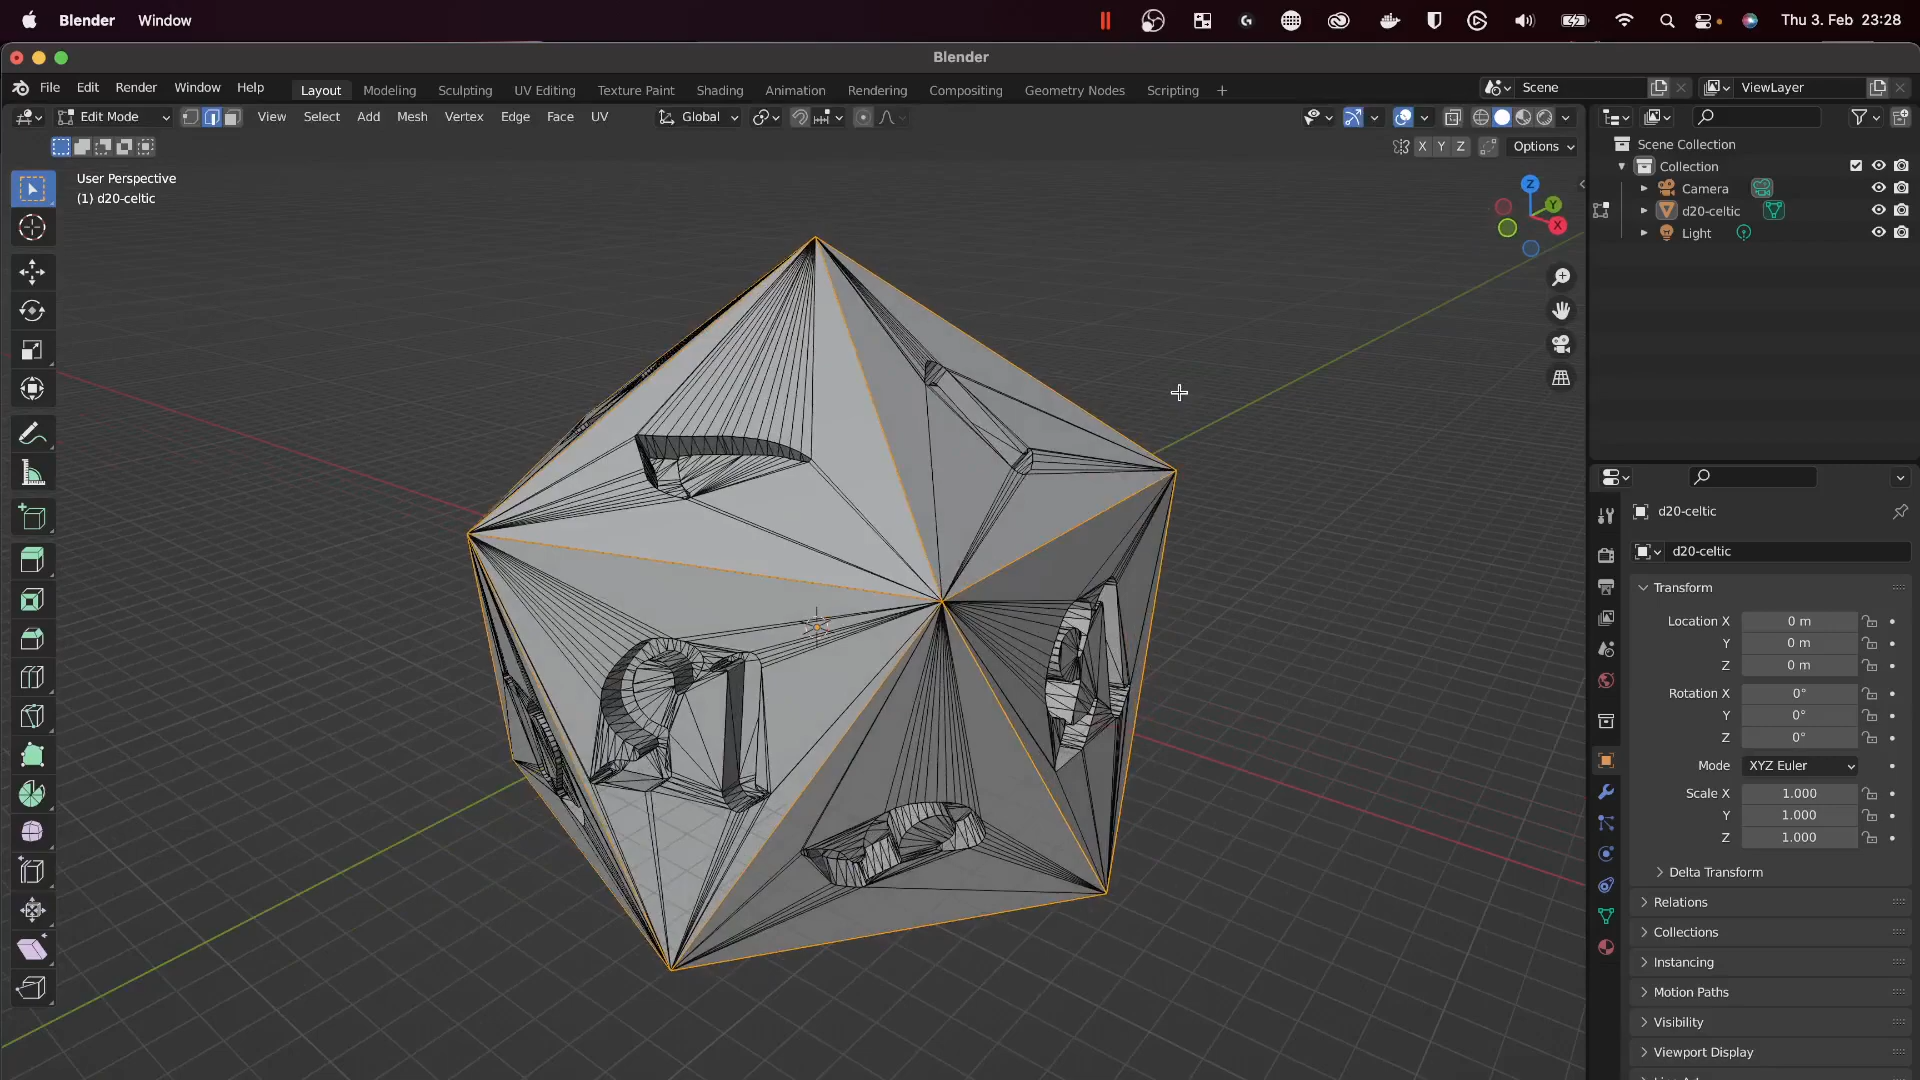 Blender Window Thu 3. Feb 23:28
Blender
File Edit Render Window Help Layout Modeling Sculpting UV Editing Texture Paint Shading Animation Rendering Compositing Geometry Nodes Scripting + Scene ViewLayer
Edit Mode View Select Add Mesh Vertex Edge Face UV Global
X Y Z Options
User Perspective
(1) d20-celtic
Z
Y
X
Scene Collection
Collection
Camera
d20-celtic
Light
d20-celtic
d20-celtic
Transform
Location X 0 m
Y 0 m
Z 0 m
Rotation X 0°
Y 0°
Z 0°
Mode XYZ Euler
Scale X 1.000
Y 1.000
Z 1.000
Delta Transform
Relations
Collections
Instancing
Motion Paths
Visibility
Viewport Display